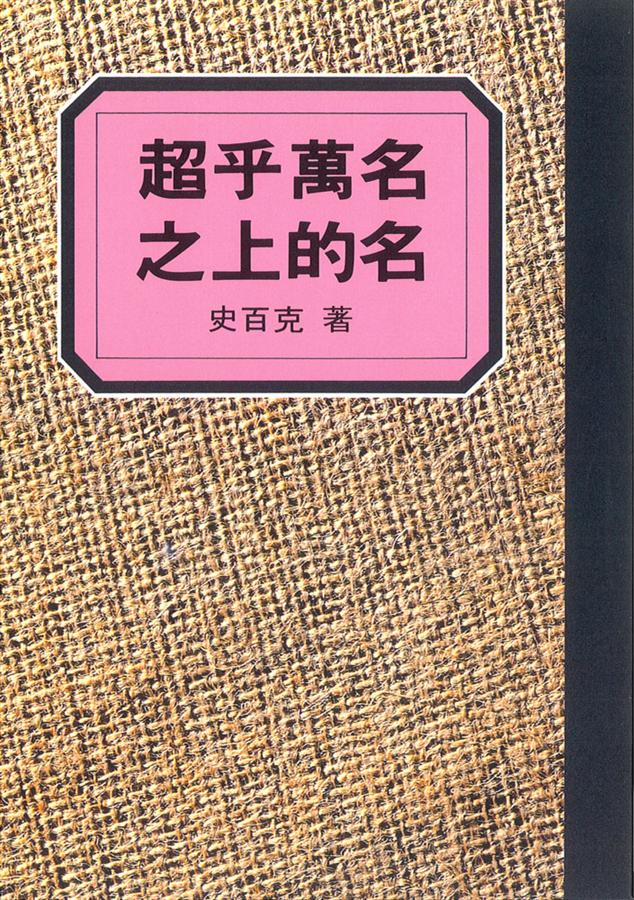 超乎萬名
之上的名
史百克 著